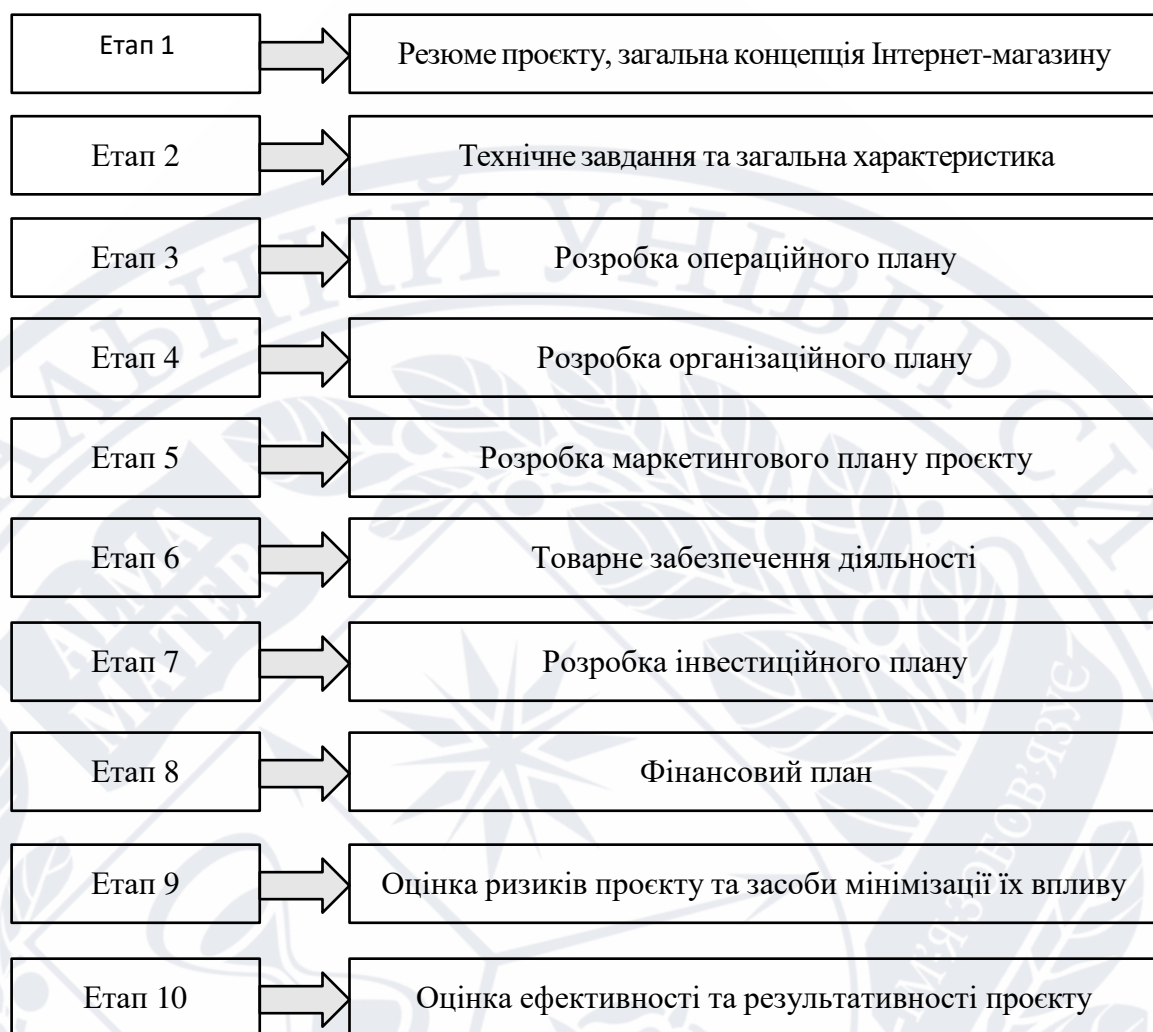 Етап 1
Резюме проєкту, загальна концепція Інтернет-магазину
Етап 2
Технічне завдання та загальна характеристика
Етап 3
Розробка операційного плану
Етап 4
Розробка організаційного плану
Етап 5
Розробка маркетингового плану проєкту
Етап 6
Товарне забезпечення діяльності
Етап 7
Розробка інвестиційного плану
Етап 8
Фінансовий план
Етап 9
Оцінка ризиків проєкту та засоби мінімізації їх впливу
Етап 10
Оцінка ефективності та результативності проєкту
ALMA
MATER